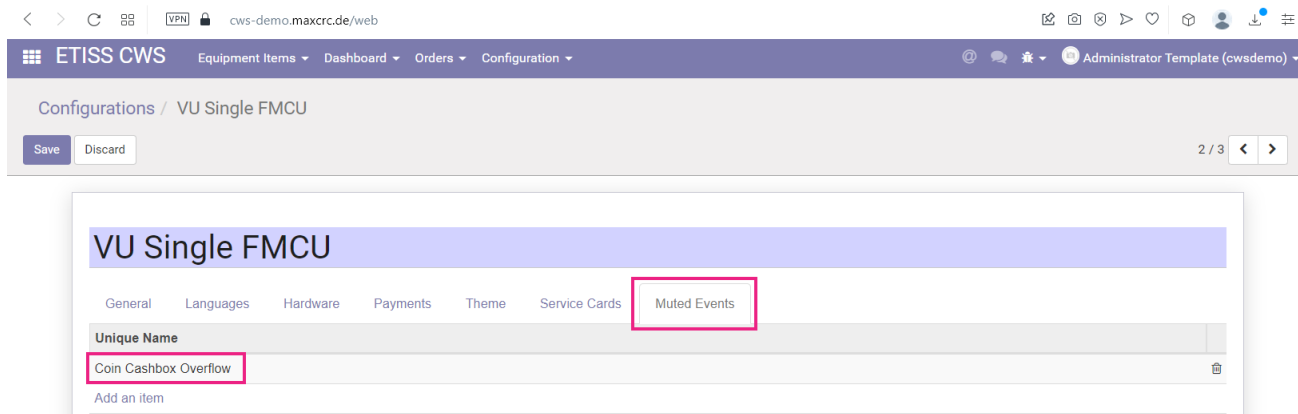 VPN cws-demo.maxcrc.de/web
ETISS CWS Equipment Items Dashboard Orders Configuration @ Administrator Template (cwsdemo)
Configurations / VU Single FMCU
Save Discard 2 / 3
VU Single FMCU
General Languages Hardware Payments Theme Service Cards Muted Events
Unique Name
Coin Cashbox Overflow
Add an item